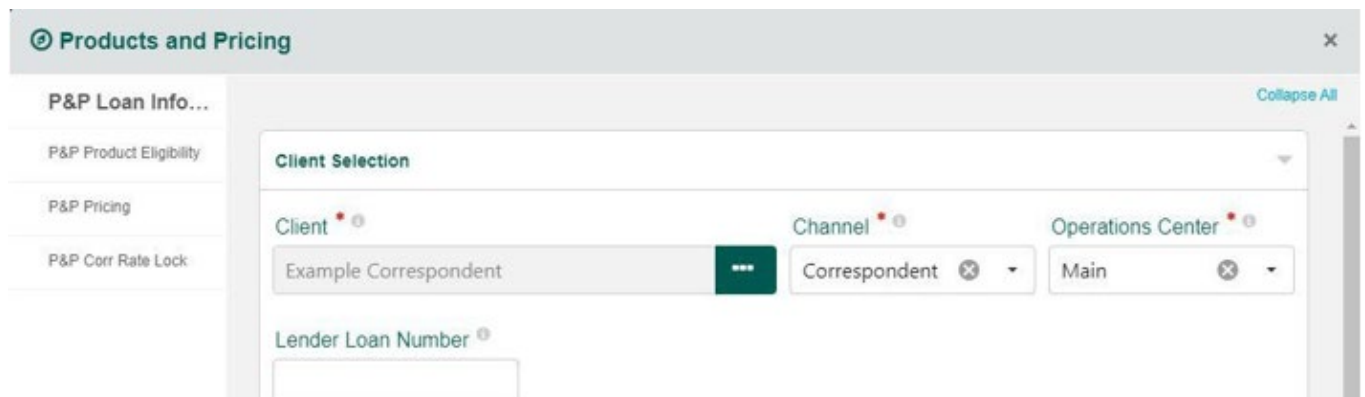 Products and Pricing
P&P Loan Info...
Collapse All
P&P Product Eligibility
Client Selection
P&P Pricing
Client * Channel * Operations Center *
P&P Corr Rate Lock
Example Correspondent ... Correspondent Main
Lender Loan Number